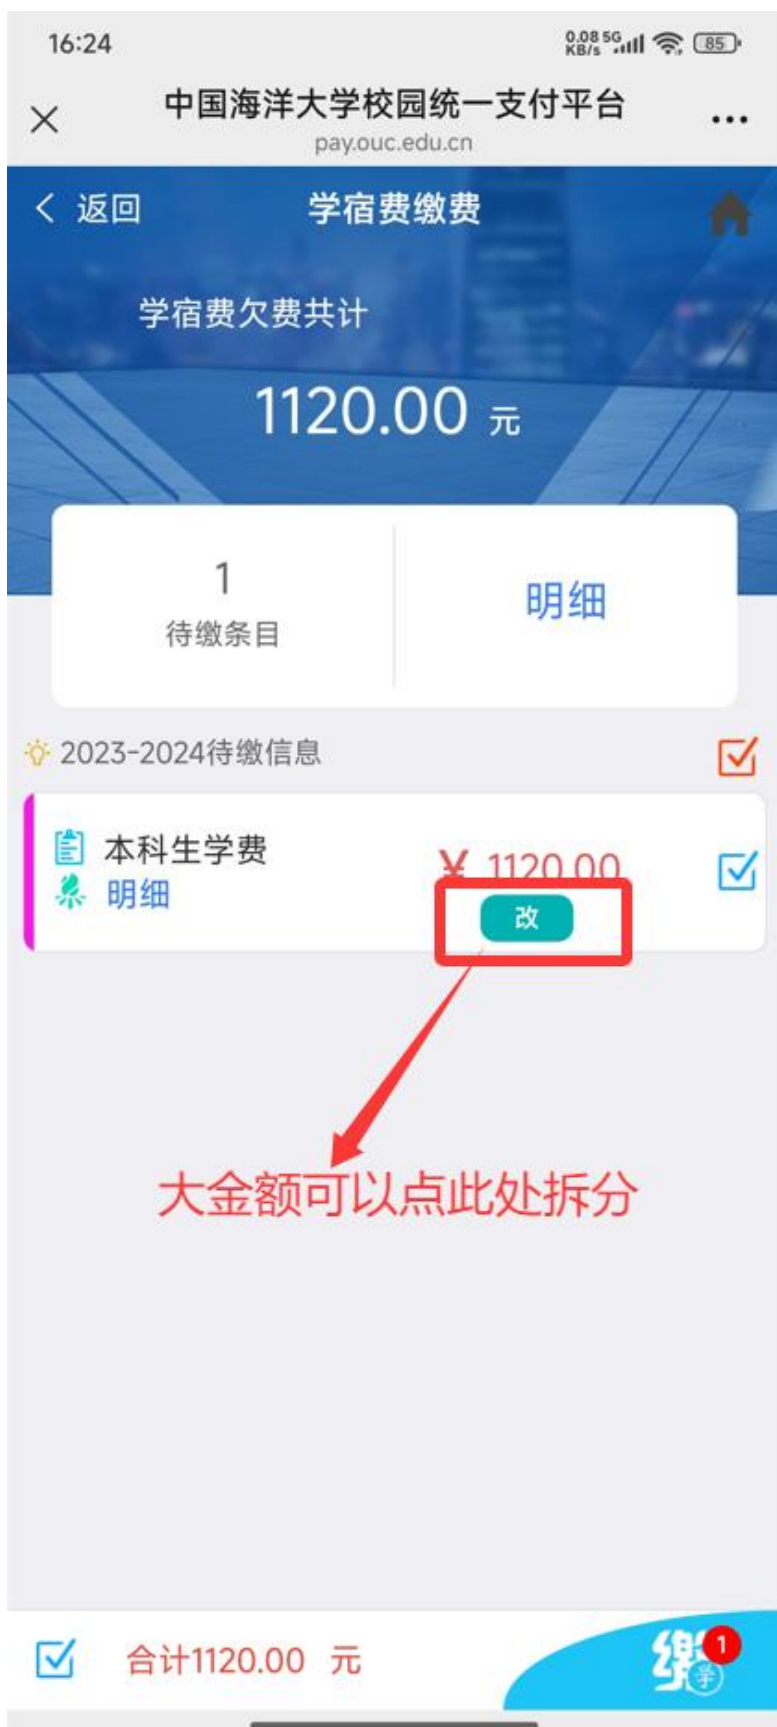 16:24
0.08 KB/s 5G 85
中国海洋大学校园统一支付平台
pay.ouc.edu.cn
返回 学宿费缴费
学宿费欠费共计
1120.00 元
1
待缴条目
明细
2023-2024待缴信息
本科生学费
¥ 1120.00
明细
改
大金额可以点此处拆分
合计1120.00 元
缴
学
1